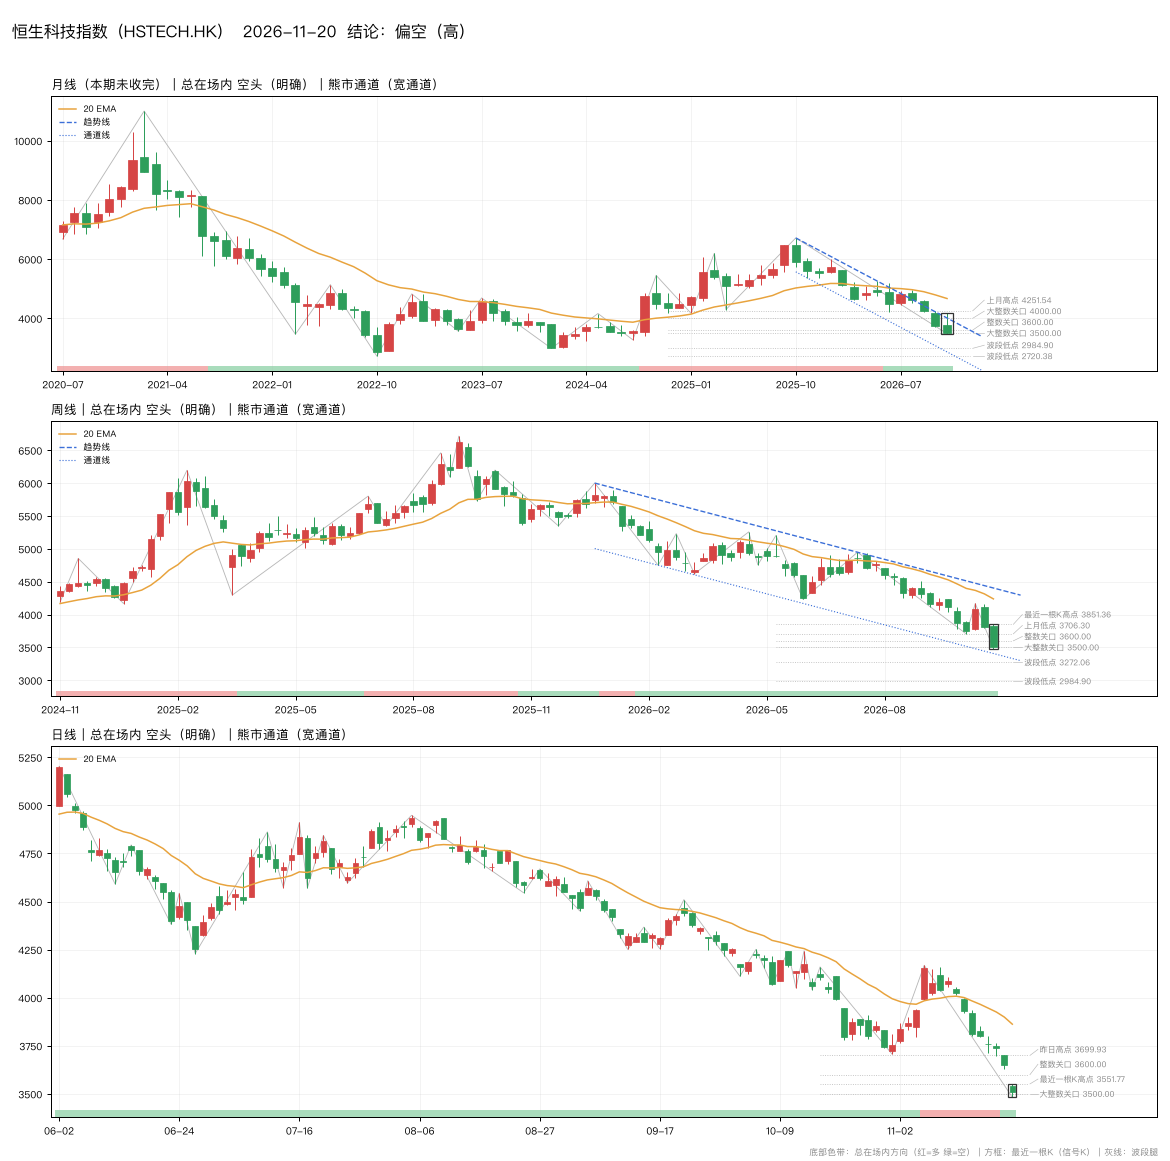 恒生科技指数（HSTECH.HK） 2026-11-20 结论：偏空（高）
月线（本期未收完）｜总在场内 空头（明确）｜熊市通道（宽通道）
20 EMA
趋势线
通道线
10000
8000
6000
4000
上月高点 4251.54
大整数关口 4000.00
整数关口 3600.00
大整数关口 3500.00
波段低点 2984.90
波段低点 2720.38
2020-07 2021-04 2022-01 2022-10 2023-07 2024-04 2025-01 2025-10 2026-07
周线｜总在场内 空头（明确）｜熊市通道（宽通道）
20 EMA
趋势线
通道线
6500
6000
5500
5000
4500
4000
3500
3000
最近一根K高点 3851.36
上月低点 3706.30
整数关口 3600.00
大整数关口 3500.00
波段低点 3272.06
波段低点 2984.90
2024-11 2025-02 2025-05 2025-08 2025-11 2026-02 2026-05 2026-08
日线｜总在场内 空头（明确）｜熊市通道（宽通道）
20 EMA
5250
5000
4750
4500
4250
4000
3750
3500
昨日高点 3699.93
整数关口 3600.00
最近一根K高点 3551.77
大整数关口 3500.00
06-02 06-24 07-16 08-06 08-27 09-17 10-09 11-02
底部色带：总在场内方向（红=多 绿=空）｜方框：最近一根K（信号K）｜灰线：波段腿